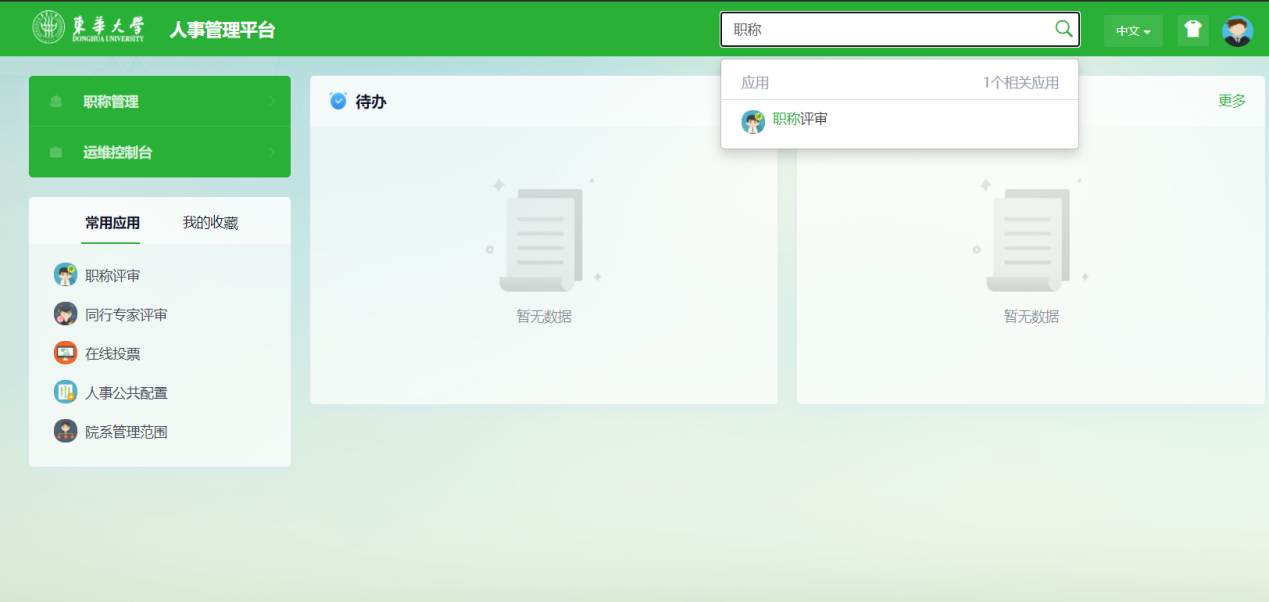 東華大學
DONGHUA UNIVERSITY
人事管理平台
职称
中文
应用
1个相关应用
职称评审
职称管理
运维控制台
常用应用
我的收藏
职称评审
同行专家评审
在线投票
人事公共配置
院系管理范围
待办
暂无数据
更多
暂无数据